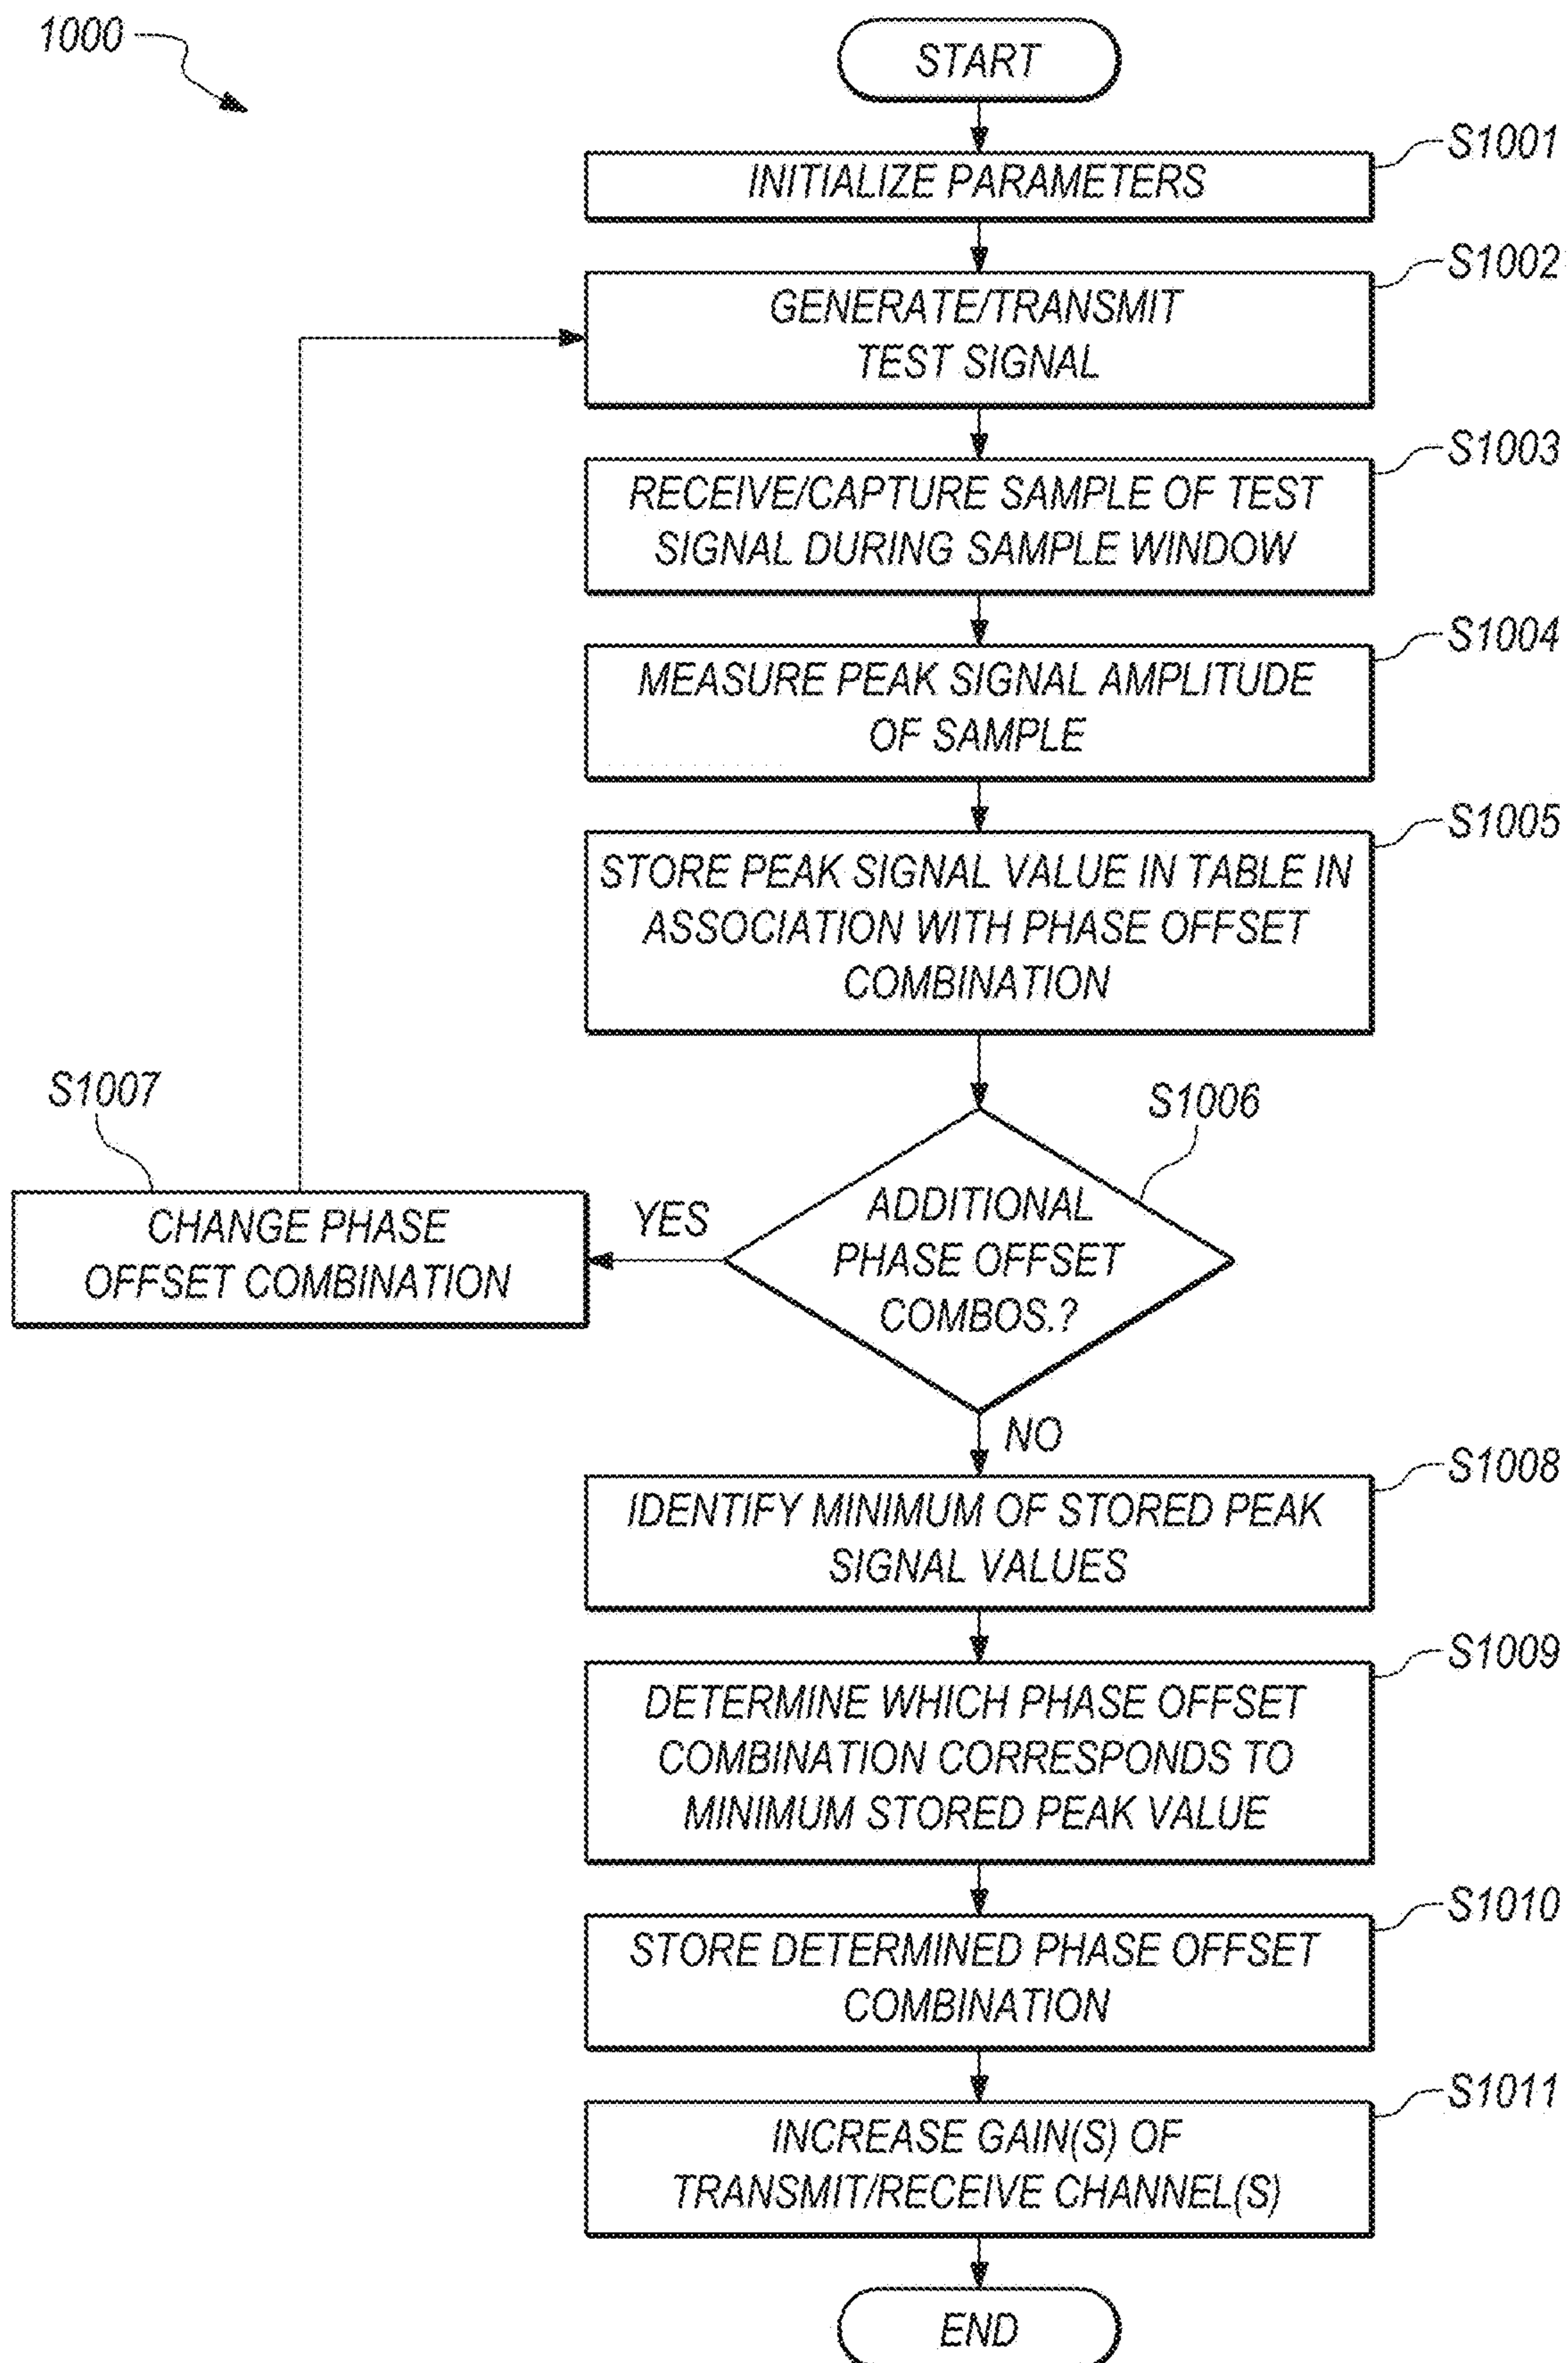 1000
START
S1001
INITIALIZE PARAMETERS
S1002
GENERATE/TRANSMIT
TEST SIGNAL
S1003
RECEIVE/CAPTURE SAMPLE OF TEST
SIGNAL DURING SAMPLE WINDOW
S1004
MEASURE PEAK SIGNAL AMPLITUDE
OF SAMPLE
S1005
STORE PEAK SIGNAL VALUE IN TABLE IN
ASSOCIATION WITH PHASE OFFSET
COMBINATION
S1006
ADDITIONAL
PHASE OFFSET
COMBOS.?
YES
S1007
CHANGE PHASE
OFFSET COMBINATION
NO
S1008
IDENTIFY MINIMUM OF STORED PEAK
SIGNAL VALUES
S1009
DETERMINE WHICH PHASE OFFSET
COMBINATION CORRESPONDS TO
MINIMUM STORED PEAK VALUE
S1010
STORE DETERMINED PHASE OFFSET
COMBINATION
S1011
INCREASE GAIN(S) OF
TRANSMIT/RECEIVE CHANNEL(S)
END